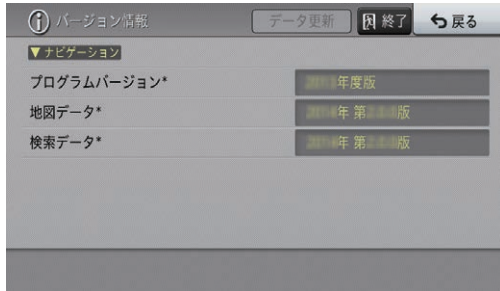 バージョン情報 データ更新 終了 戻る
▼ナビゲーション
プログラムバージョン* 年度版
地図データ* 年 第 版
検索データ* 年 第 版